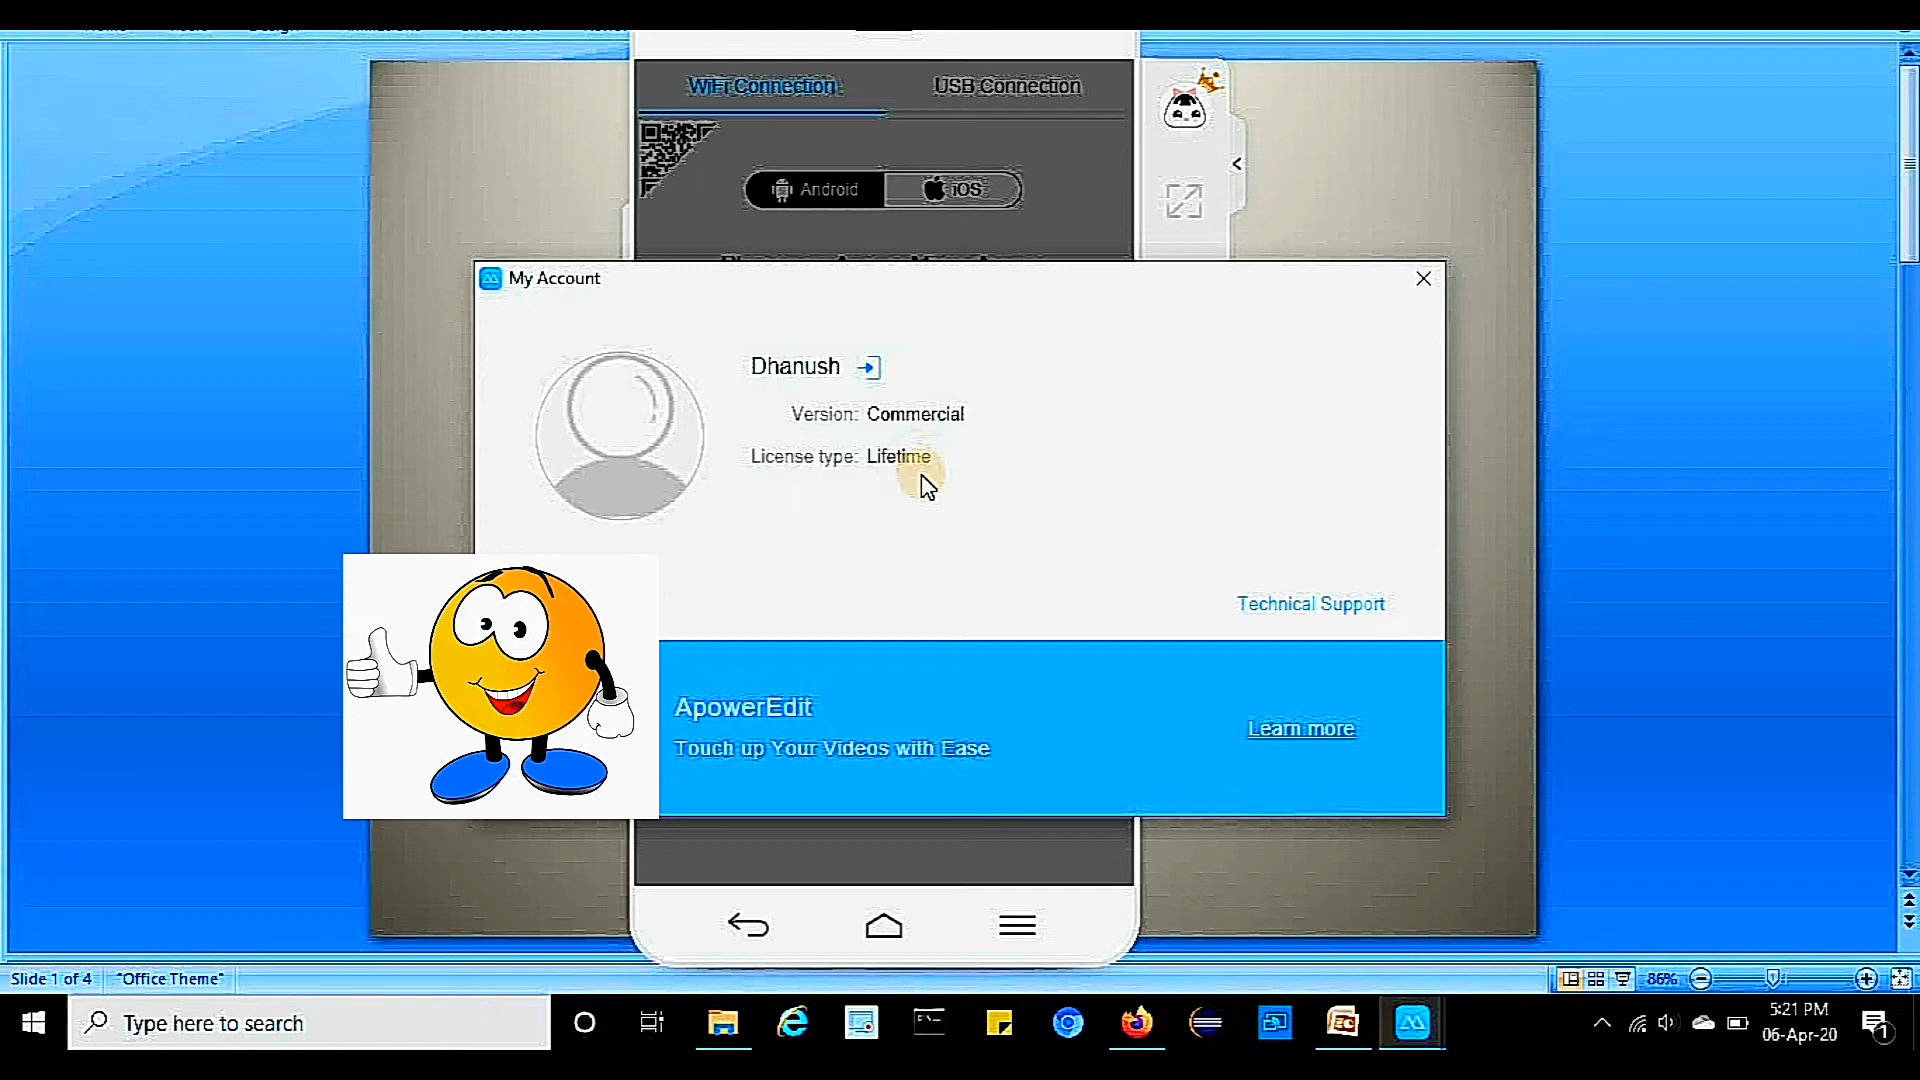 WiFi Connection
USB Connection
Android
iOS
My Account
Dhanush
Version: Commercial
License type: Lifetime
Technical Support
ApowerEdit
Touch up Your Videos with Ease
Learn more
Slide 1 of 4
"Office Theme"
86%
Type here to search
5:21 PM
06-Apr-20
1